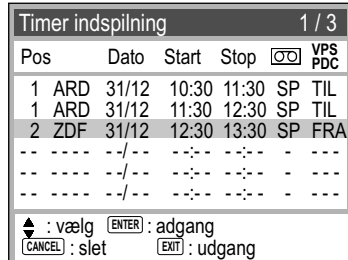 Timer indspilning 1 / 3
Pos Dato Start Stop VPS PDC
1 ARD 31/12 10:30 11:30 SP TIL
1 ARD 31/12 11:30 12:30 SP TIL
2 ZDF 31/12 12:30 13:30 SP FRA
-- ---- --/-- --:-- --:-- - ---
-- ---- --/-- --:-- --:-- - ---
-- ---- --/-- --:-- --:-- - ---
: vælg ENTER : adgang
CANCEL : slet EXIT : udgang